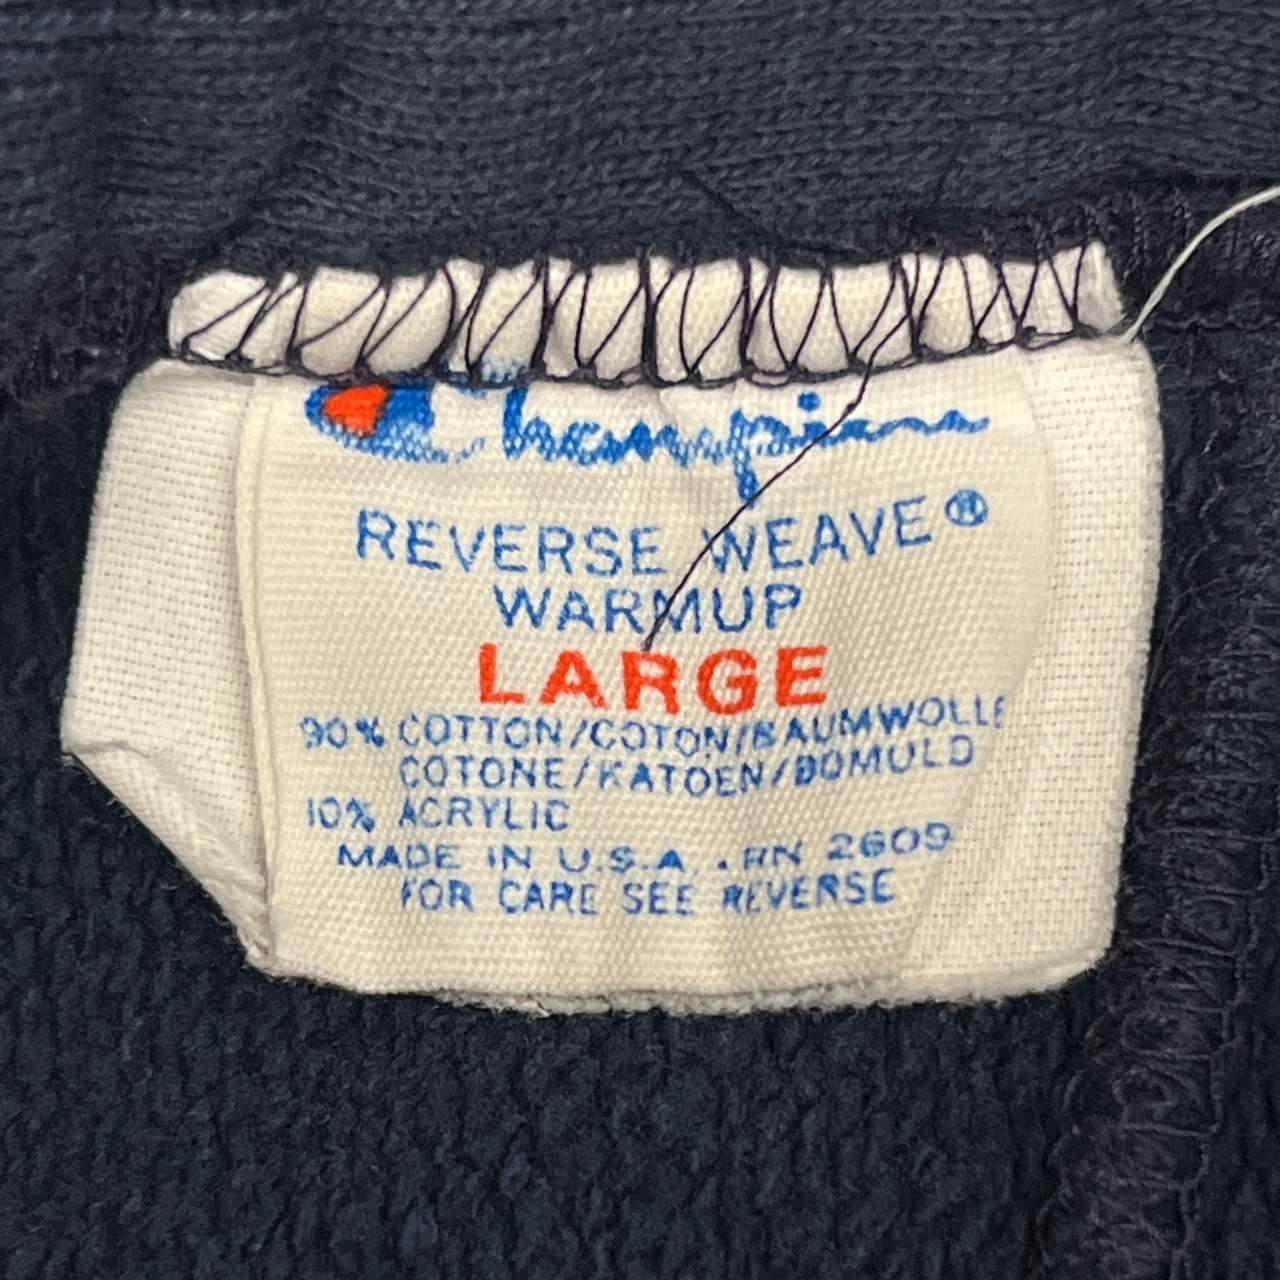 Champion
REVERSE WEAVE®
WARMUP
LARGE
90% COTTON/COTON/BAUMWOLLE
COTONE/KATOEN/BOMULD
10% ACRYLIC
MADE IN U.S.A. • RN 26094
FOR CARE SEE REVERSE